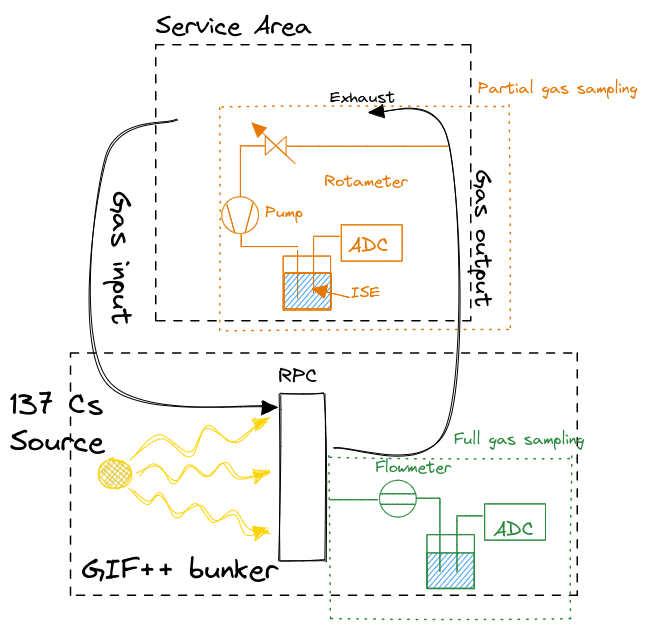 Service Area
Partial gas sampling
Exhaust
Rotameter
Gas input
Gas output
Pump
ADC
ISE
RPC
137 Cs
Source
Full gas sampling
Flowmeter
ADC
GIF++ bunker